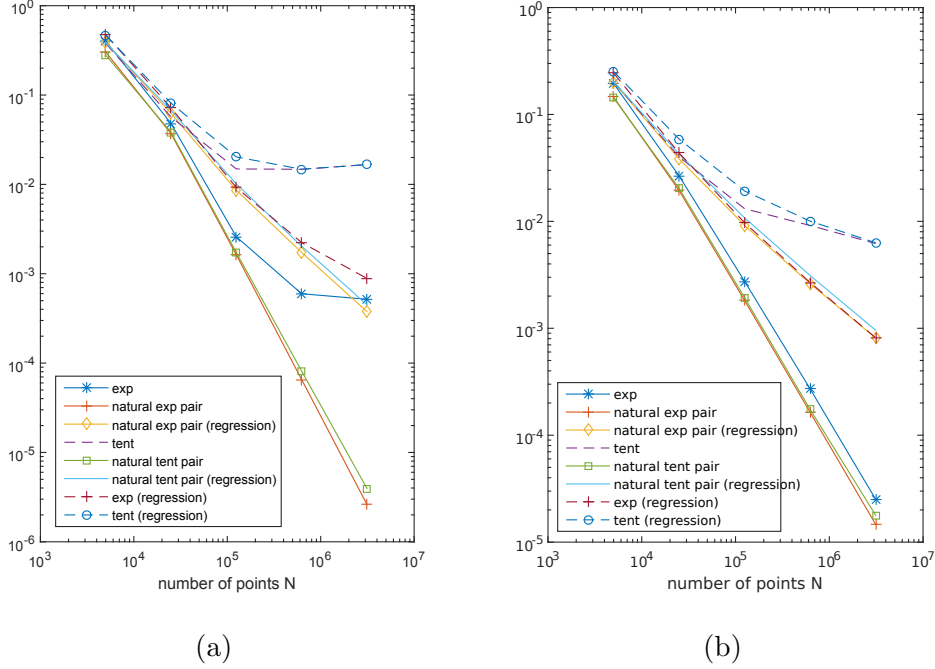 10^0
10^-1
10^-2
10^-3
10^-4
10^-5
10^-6
10^3
10^4
10^5
10^6
10^7
number of points N
exp
natural exp pair
natural exp pair (regression)
tent
natural tent pair
natural tent pair (regression)
exp (regression)
tent (regression)
(a)
10^0
10^-1
10^-2
10^-3
10^-4
10^-5
10^3
10^4
10^5
10^6
10^7
number of points N
exp
natural exp pair
natural exp pair (regression)
tent
natural tent pair
natural tent pair (regression)
exp (regression)
tent (regression)
(b)